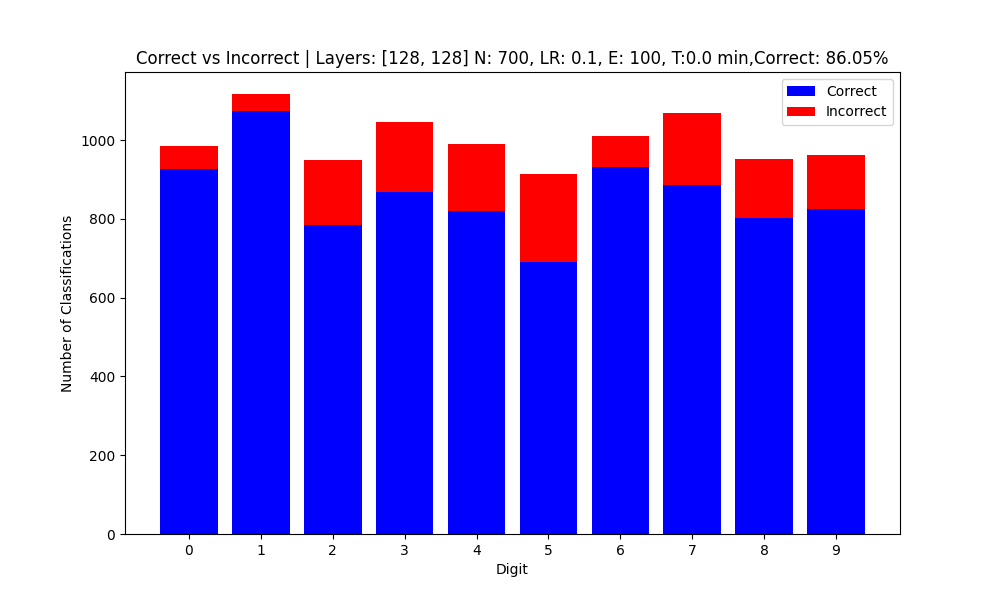 Correct vs Incorrect | Layers: [128, 128] N: 700, LR: 0.1, E: 100, T:0.0 min,Correct: 86.05%
Correct
Incorrect
Number of Classifications
1000
800
600
400
200
0
0 1 2 3 4 5 6 7 8 9
Digit